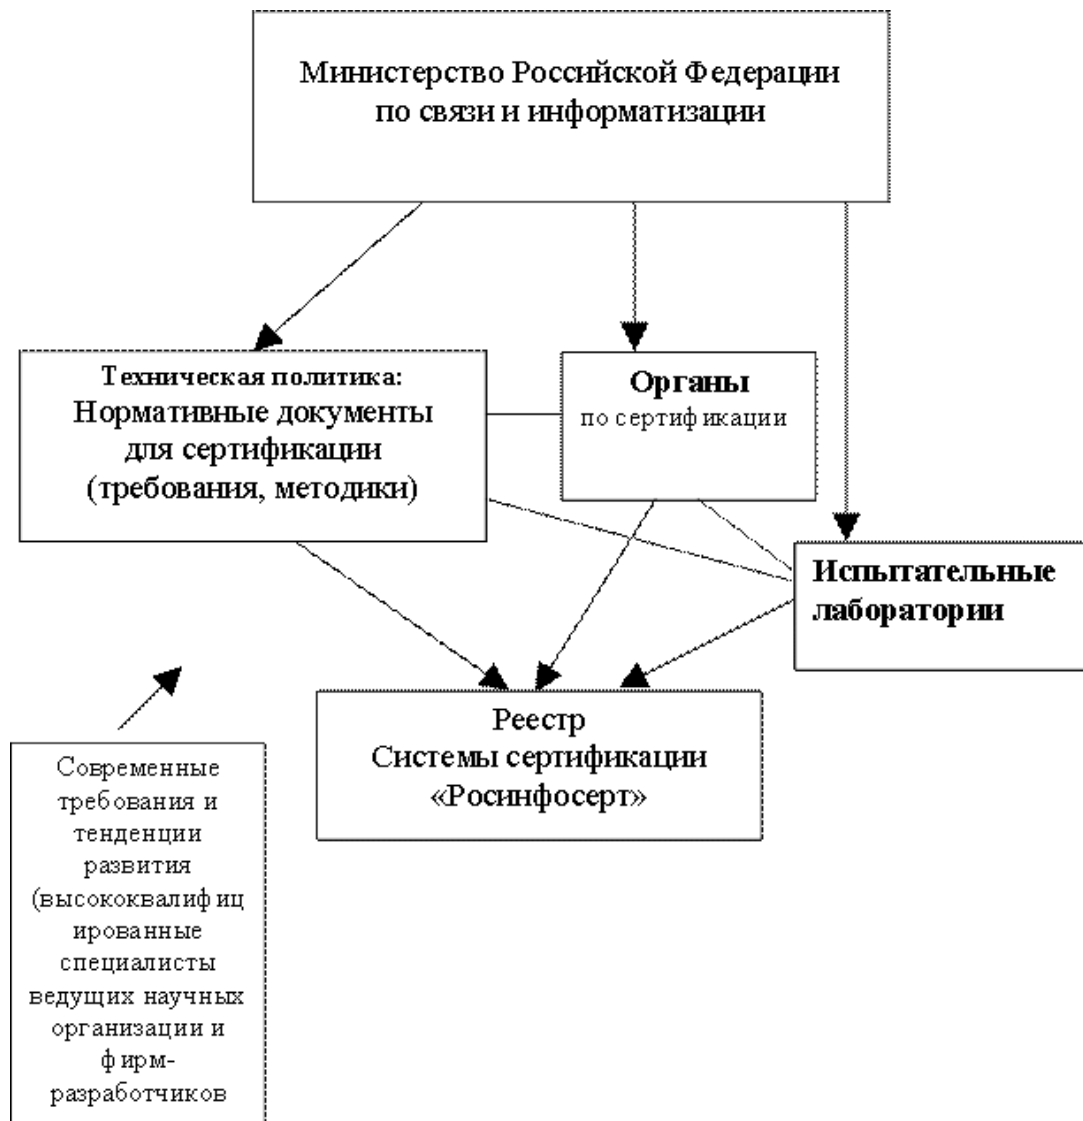 Министерство Российской Федерации
по связи и информатизации
Техническая политика:
Нормативные документы
для сертификации
(требования, методики)
Органы
по сертификации
Испытательные
лаборатории
Реестр
Системы сертификации
«Росинфосерт»
Современные
требования и
тенденции
развития
(высококвалифиц
ированные
специалисты
ведущих научных
организации и
фирм-
разработчиков